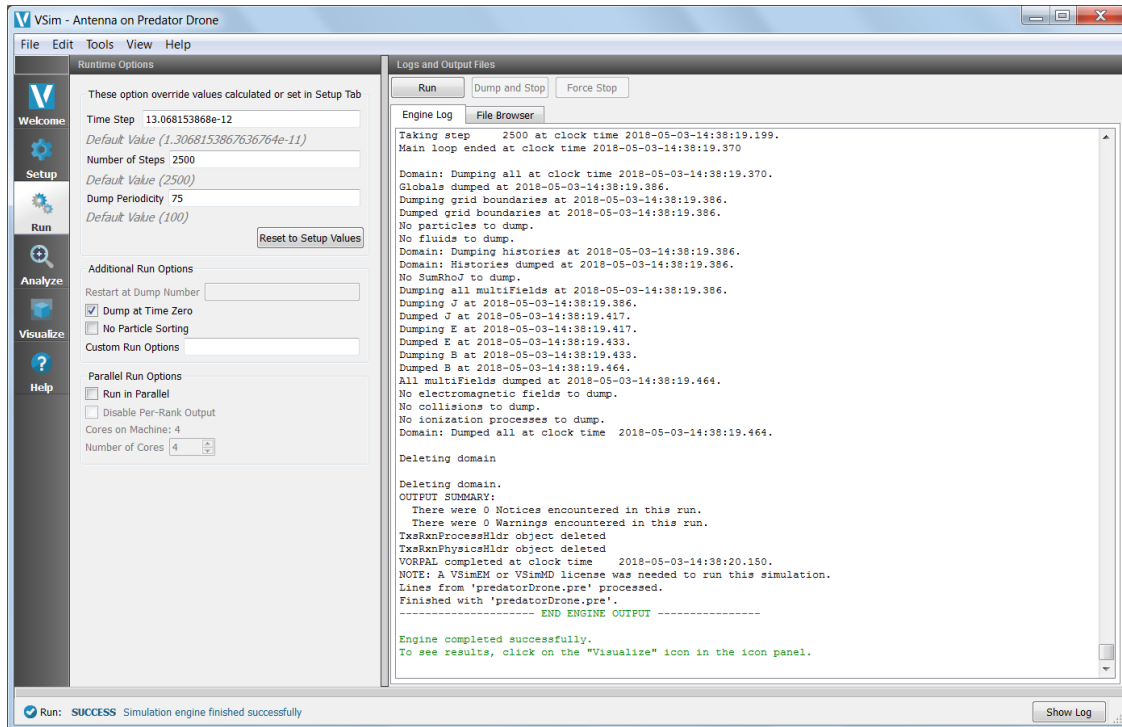 VSim - Antenna on Predator Drone
File Edit Tools View Help
Welcome
Setup
Run
Analyze
Visualize
Help
Runtime Options
These option override values calculated or set in Setup Tab
Time Step 13.068153868e-12
Default Value (1.3068153867636764e-11)
Number of Steps 2500
Default Value (2500)
Dump Periodicity 75
Default Value (100)
Reset to Setup Values
Additional Run Options
Restart at Dump Number
Dump at Time Zero
No Particle Sorting
Custom Run Options
Parallel Run Options
Run in Parallel
Disable Per-Rank Output
Cores on Machine: 4
Number of Cores 4
Logs and Output Files
Run Dump and Stop Force Stop
Engine Log File Browser
Taking step 2500 at clock time 2018-05-03-14:38:19.199.
Main loop ended at clock time 2018-05-03-14:38:19.370
Domain: Dumping all at clock time 2018-05-03-14:38:19.370.
Globals dumped at 2018-05-03-14:38:19.386.
Dumping grid boundaries at 2018-05-03-14:38:19.386.
Dumped grid boundaries at 2018-05-03-14:38:19.386.
No particles to dump.
No fluids to dump.
Domain: Dumping histories at 2018-05-03-14:38:19.386.
Domain: Histories dumped at 2018-05-03-14:38:19.386.
No SumRhoJ to dump.
Dumping all multiFields at 2018-05-03-14:38:19.386.
Dumping J at 2018-05-03-14:38:19.386.
Dumped J at 2018-05-03-14:38:19.417.
Dumping E at 2018-05-03-14:38:19.417.
Dumped E at 2018-05-03-14:38:19.433.
Dumping B at 2018-05-03-14:38:19.433.
Dumped B at 2018-05-03-14:38:19.464.
All multiFields dumped at 2018-05-03-14:38:19.464.
No electromagnetic fields to dump.
No collisions to dump.
No ionization processes to dump.
Domain: Dumped all at clock time 2018-05-03-14:38:19.464.
Deleting domain
Deleting domain.
OUTPUT SUMMARY:
There were 0 Notices encountered in this run.
There were 0 Warnings encountered in this run.
TxsRxnProcessHldr object deleted
TxsRxnPhysicsHldr object deleted
VORPAL completed at clock time 2018-05-03-14:38:20.150.
NOTE: A VSimEM or VSimMD license was needed to run this simulation.
Lines from 'predatorDrone.pre' processed.
Finished with 'predatorDrone.pre'.
--------------------- END ENGINE OUTPUT ----------------
Engine completed successfully.
To see results, click on the "Visualize" icon in the icon panel.
Run: SUCCESS Simulation engine finished successfully
Show Log